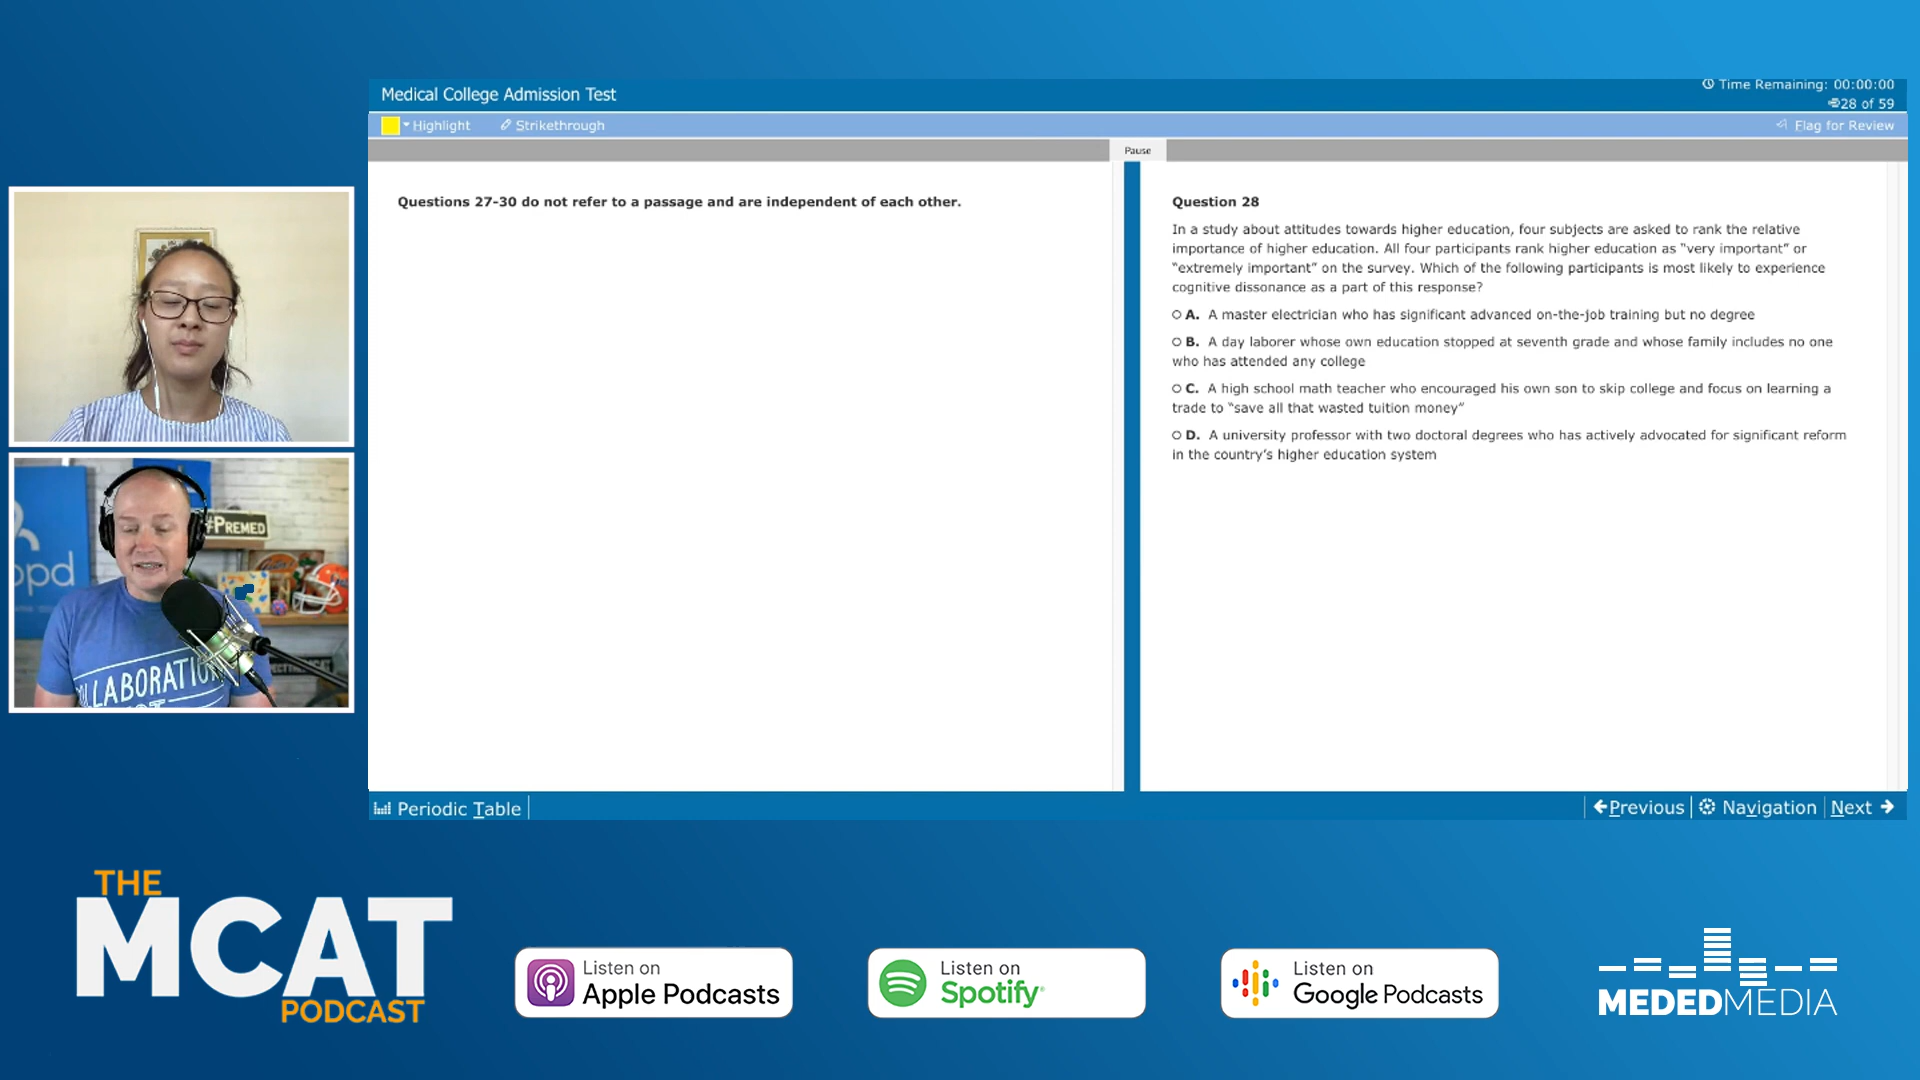 Medical College Admission Test
Time Remaining: 00:00:00
28 of 59
Highlight
Strikethrough
Flag for Review
Pause
Questions 27-30 do not refer to a passage and are independent of each other.
Question 28
In a study about attitudes towards higher education, four subjects are asked to rank the relative
importance of higher education. All four participants rank higher education as “very important” or
“extremely important” on the survey. Which of the following participants is most likely to experience
cognitive dissonance as a part of this response?
A. A master electrician who has significant advanced on-the-job training but no degree
B. A day laborer whose own education stopped at seventh grade and whose family includes no one
who has attended any college
C. A high school math teacher who encouraged his own son to skip college and focus on learning a
trade to “save all that wasted tuition money”
D. A university professor with two doctoral degrees who has actively advocated for significant reform
in the country’s higher education system
#PREMED
ppd
LLABORATIO
Periodic Table
Previous
Navigation
Next
THE
MCAT
PODCAST
Listen on
Apple Podcasts
Listen on
Spotify
Listen on
Google Podcasts
MEDEDMEDIA